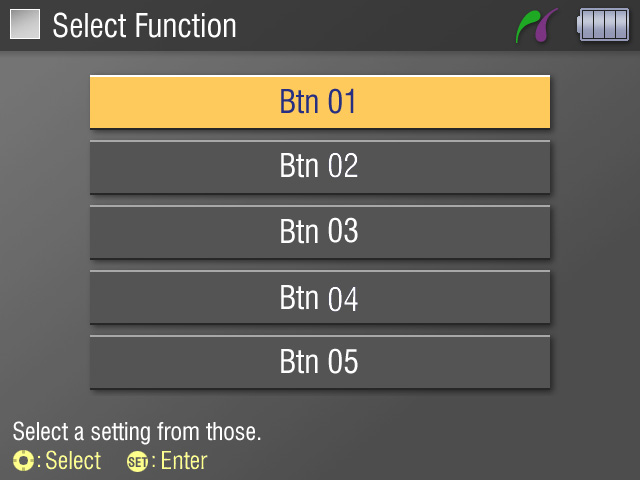 Select Function
Btn 01
Btn 02
Btn 03
Btn 04
Btn 05
Select a setting from those.
: Select SET : Enter